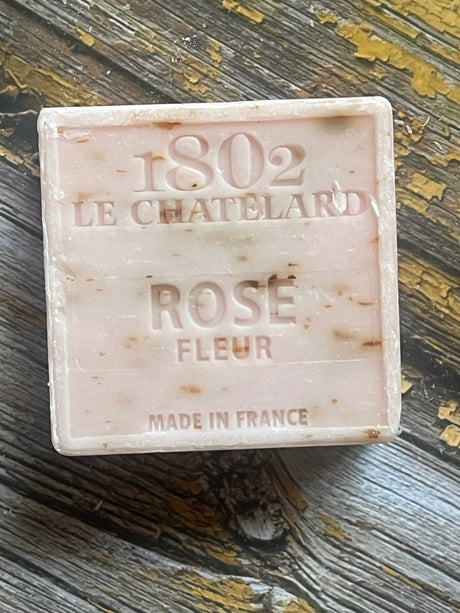 1802
LE CHATELARD
ROSE
FLEUR
MADE IN FRANCE